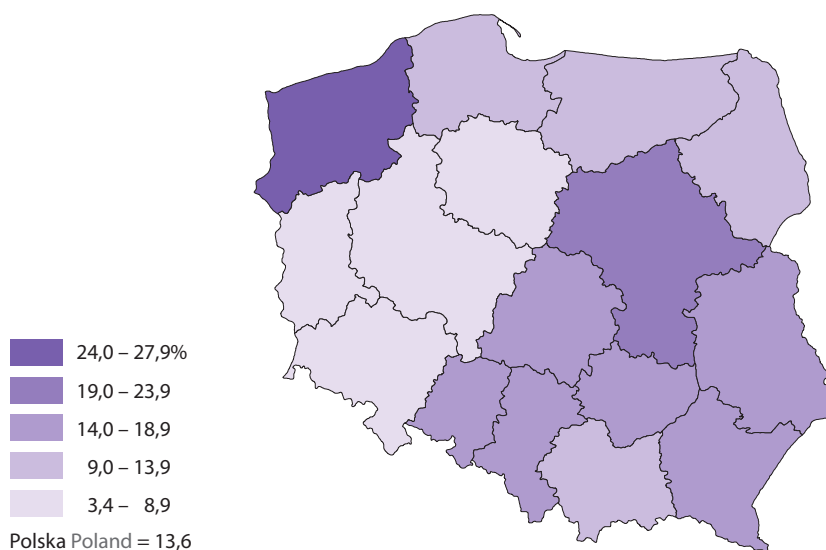 24,0 – 27,9%
19,0 – 23,9
14,0 – 18,9
9,0 – 13,9
3,4 – 8,9
Polska Poland = 13,6